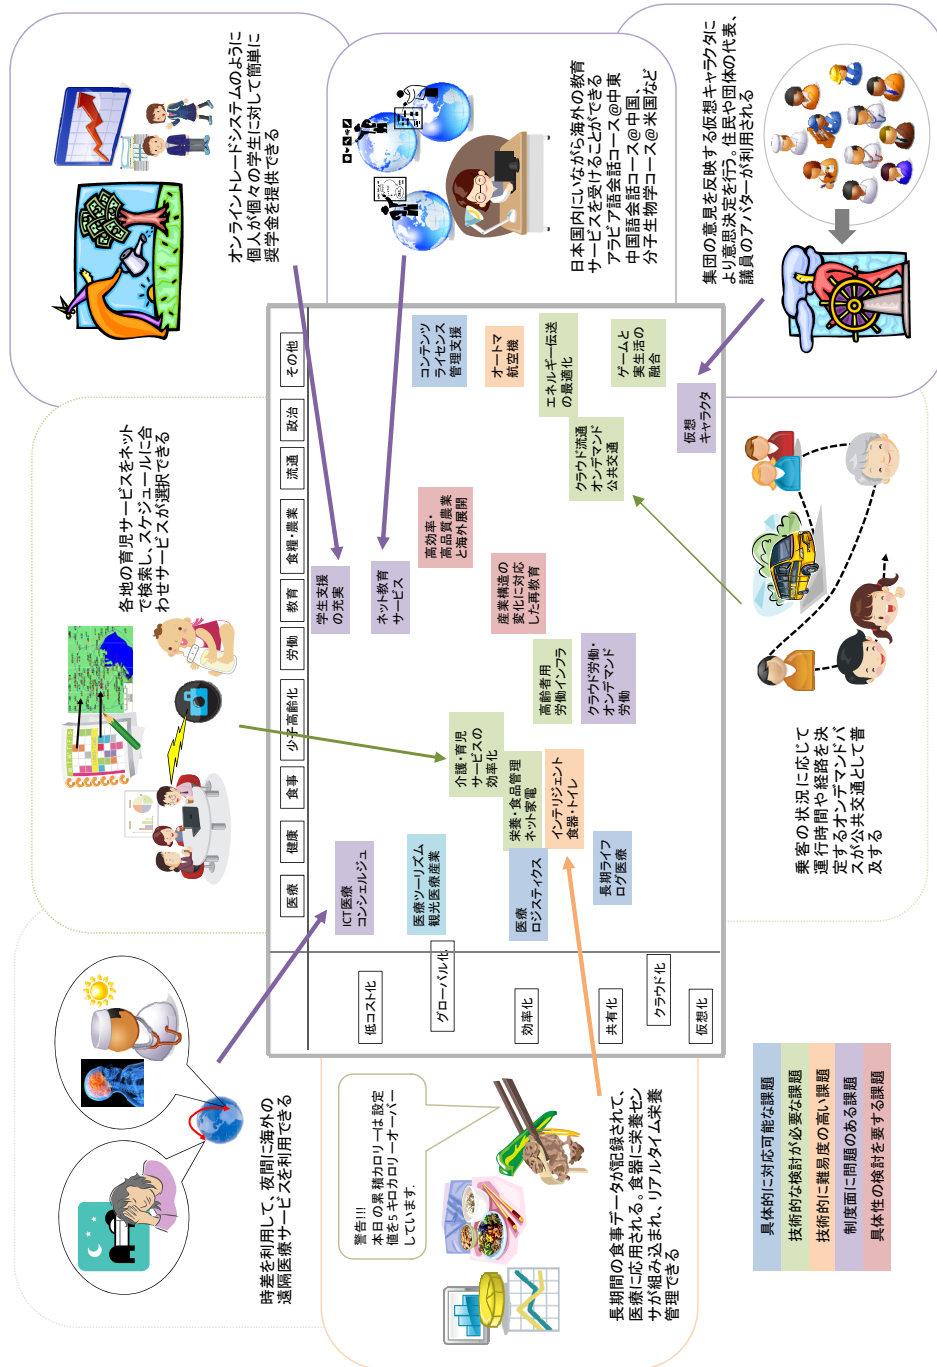 時差を利用して、夜間に海外の
遠隔医療サービスを利用できる
各地の育児サービスをネット
で検索し、スケジュールに合
わせサービスが選択できる
オンライントレードシステムのように
個人が個々の学生に対して簡単に
奨学金を提供できる
日本国内にいながら海外の教育
サービスを受けることができる
アラビア語会話コース@中東
中国語会話コース@中国、
分子生物学コース@米国など
集団の意見を反映する仮想キャラクタに
より意思決定を行う。住民や団体の代表、
議員のアバターが利用される
医療
健康
食事
少子高齢化
労働
教育
食糧・農業
流通
政治
その他
低コスト化
グローバル化
効率化
共有化
クラウド化
仮想化
ICT医療
コンシェルジュ
学生支援
の充実
ネット教育
サービス
医療ツーリズム
観光医療産業
高効率・
高品質農業
と海外展開
コンテンツ
ライセンス
管理支援
介護・育児
サービスの
効率化
産業構造の
変化に対応
した再教育
オートマ
航空機
医療
ロジスティクス
栄養・食品管理
ネット家電
インテリジェント
食器・トイレ
高齢者用
労働インフラ
エネルギー伝送
の最適化
長期ライフ
ログ医療
クラウド労働・
オンデマンド
労働
クラウド流通
オンデマンド
公共交通
ゲームと
実生活の
融合
仮想
キャラクタ
警告!!!
本日の累積カロリーは設定
値を5キロカロリーオーバー
しています.
長期間の食事データが記録されて、
医療に応用される。食器に栄養セン
サが組み込まれ、リアルタイム栄養
管理できる
乗客の状況に応じて
運行時間や経路を決
定するオンデマンドバ
スが公共交通として普
及する
具体的に対応可能な課題
技術的な検討が必要な課題
技術的に難易度の高い課題
制度面に問題のある課題
具体性の検討を要する課題